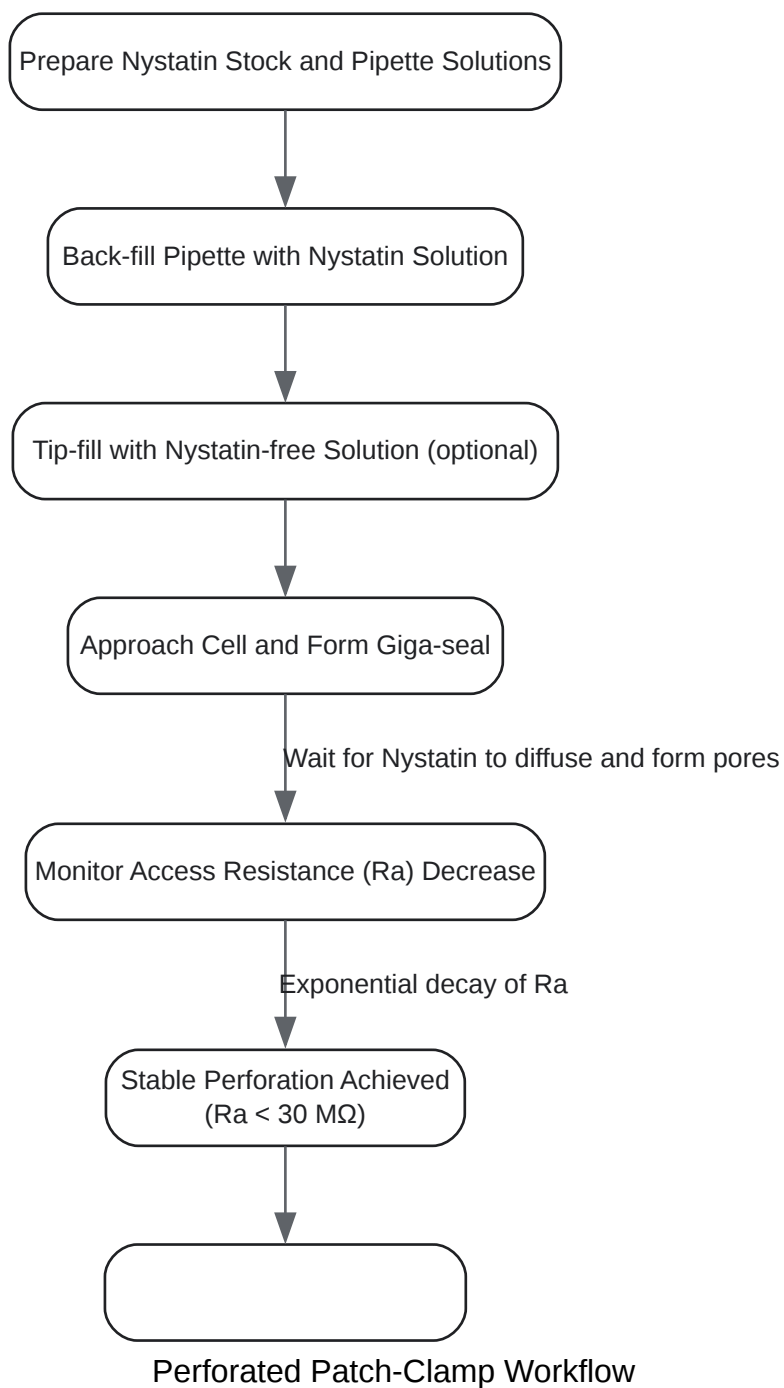 Prepare Nystatin Stock and Pipette Solutions
Back-fill Pipette with Nystatin Solution
Tip-fill with Nystatin-free Solution (optional)
Approach Cell and Form Giga-seal
Wait for Nystatin to diffuse and form pores
Monitor Access Resistance (Ra) Decrease
Exponential decay of Ra
Stable Perforation Achieved
(Ra < 30 MΩ)
Perforated Patch-Clamp Workflow